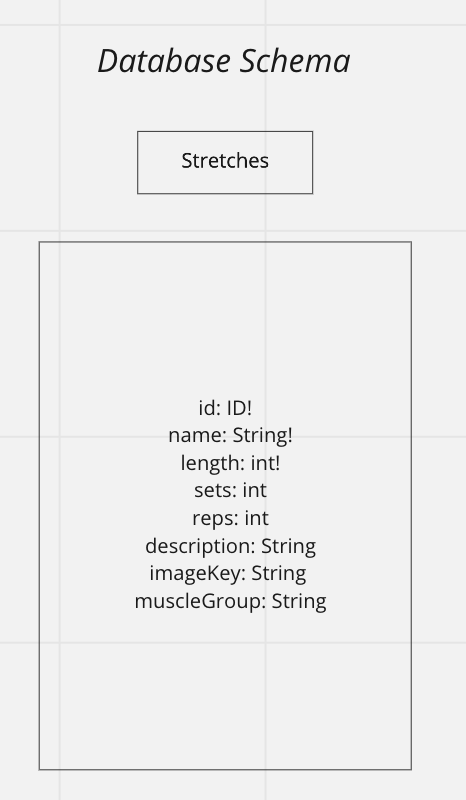 Database Schema
Stretches
id: ID!
name: String!
length: int!
sets: int
reps: int
description: String
imageKey: String
muscleGroup: String